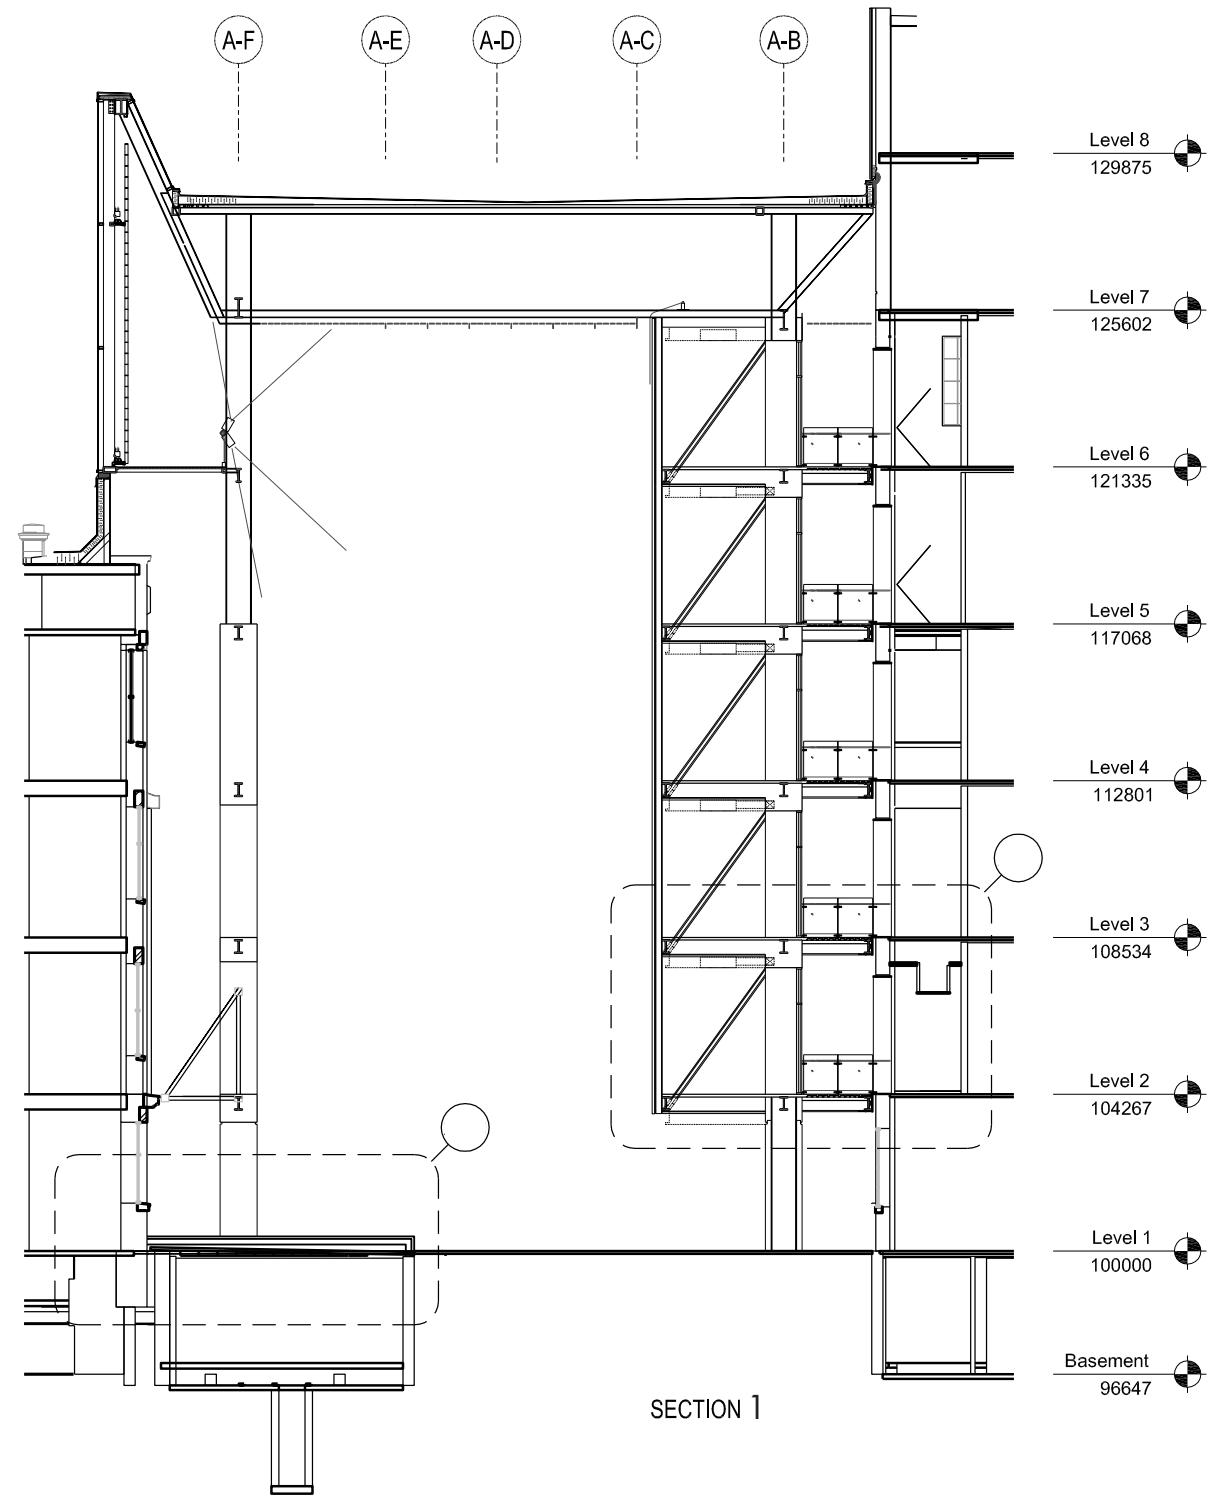 A-F A-E A-D A-C A-B
Level 8
129875
Level 7
125602
Level 6
121335
Level 5
117068
Level 4
112801
Level 3
108534
Level 2
104267
Level 1
100000
Basement
96647
SECTION 1